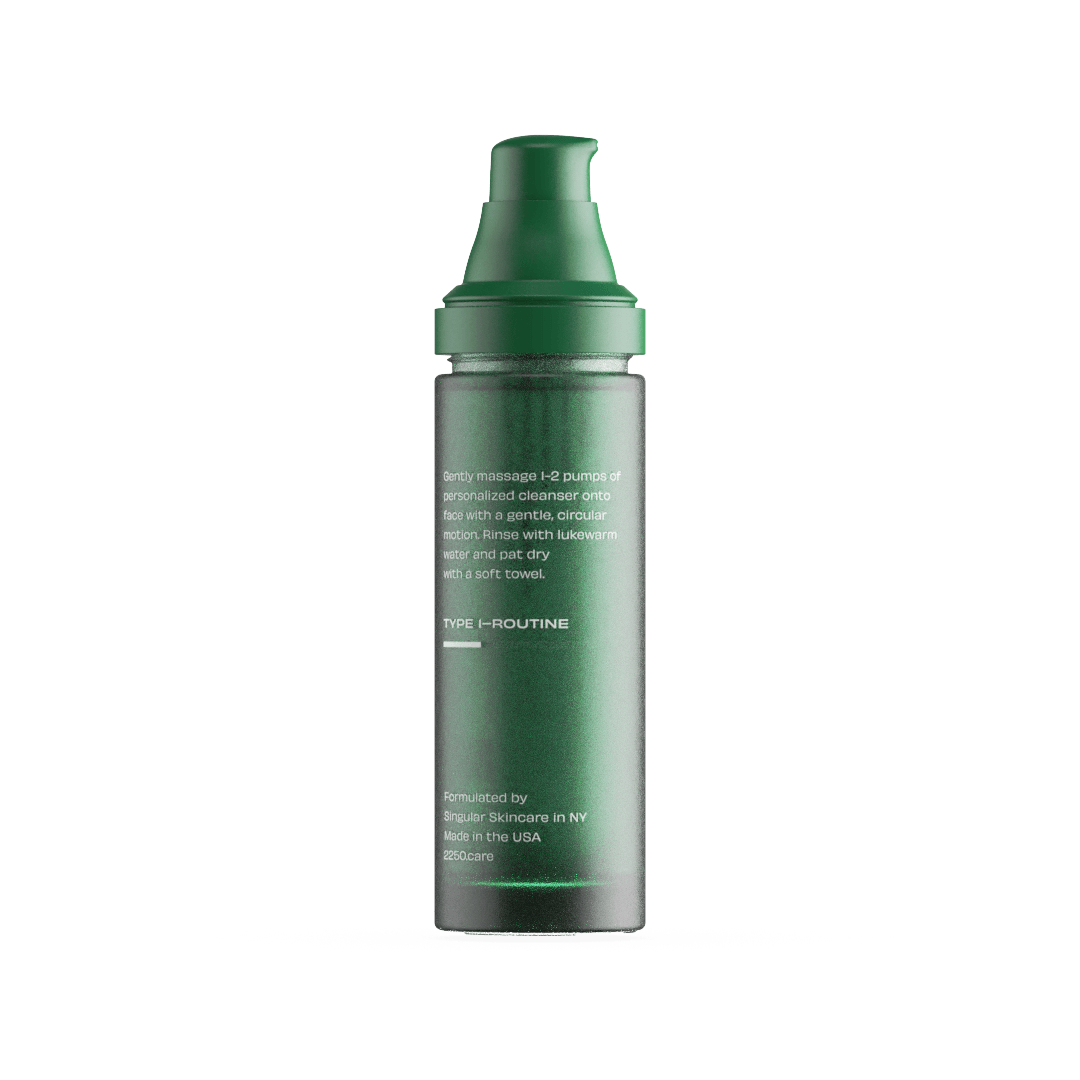 Gently massage 1-2 pumps of
personalized cleanser onto
face with a gentle, circular
motion. Rinse with lukewarm
water and pat dry
with a soft towel.
TYPE 1—ROUTINE
Formulated by
Singular Skincare in NY
Made in the USA
2250.care